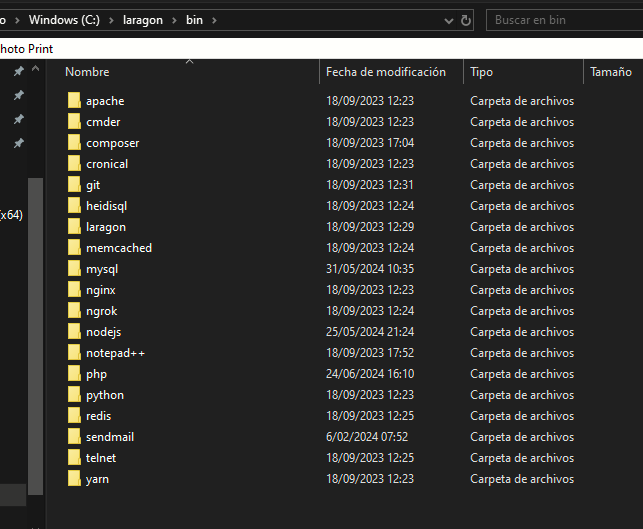 o > Windows (C:) > laragon > bin >
Buscar en bin
hoto Print
Nombre Fecha de modificación Tipo Tamaño
apache 18/09/2023 12:23 Carpeta de archivos
cmder 18/09/2023 12:23 Carpeta de archivos
composer 18/09/2023 17:04 Carpeta de archivos
cronical 18/09/2023 12:23 Carpeta de archivos
git 18/09/2023 12:31 Carpeta de archivos
heidisql 18/09/2023 12:24 Carpeta de archivos
(x64)
laragon 18/09/2023 12:29 Carpeta de archivos
memcached 18/09/2023 12:24 Carpeta de archivos
mysql 31/05/2024 10:35 Carpeta de archivos
nginx 18/09/2023 12:23 Carpeta de archivos
ngrok 18/09/2023 12:24 Carpeta de archivos
nodejs 25/05/2024 21:24 Carpeta de archivos
notepad++ 18/09/2023 17:52 Carpeta de archivos
php 24/06/2024 16:10 Carpeta de archivos
python 18/09/2023 12:23 Carpeta de archivos
redis 18/09/2023 12:25 Carpeta de archivos
sendmail 6/02/2024 07:52 Carpeta de archivos
telnet 18/09/2023 12:25 Carpeta de archivos
yarn 18/09/2023 12:23 Carpeta de archivos